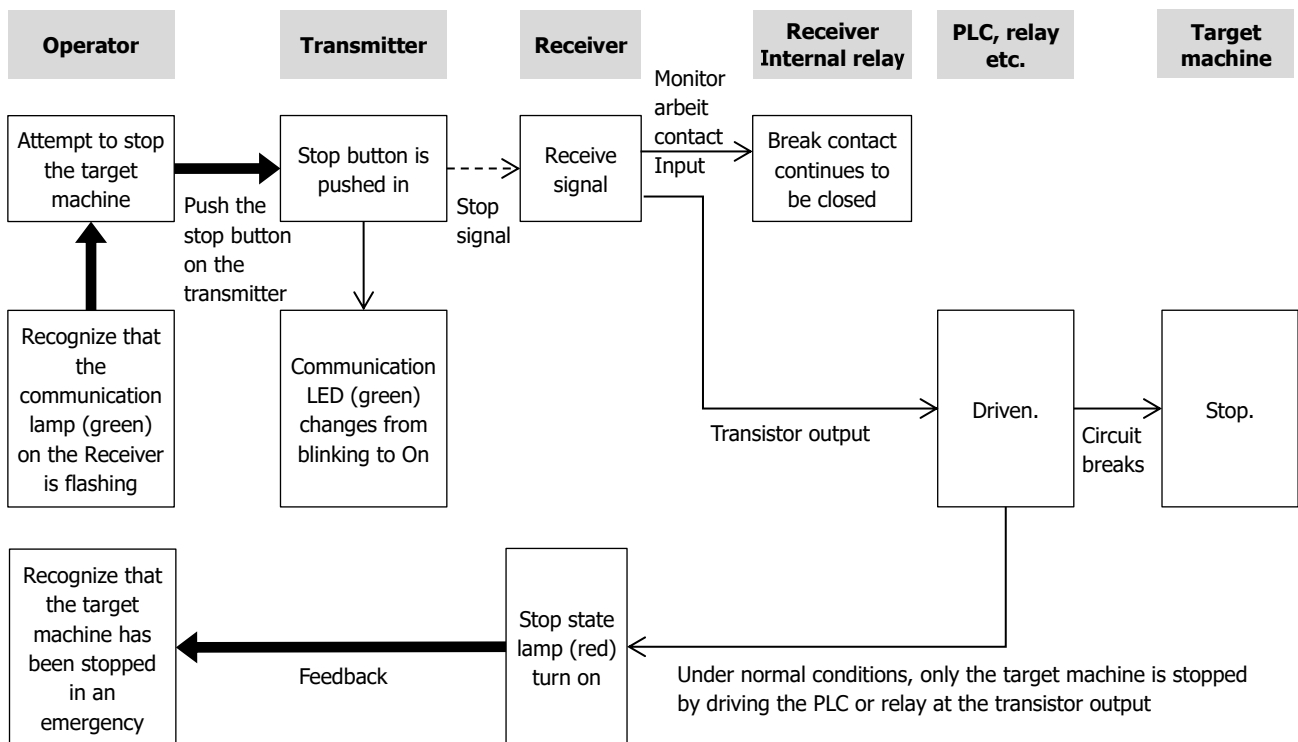 Operator
Transmitter
Receiver
Receiver
Internal relay
PLC, relay
etc.
Target
machine
Attempt to stop
the target
machine
Push the
stop button
on the
transmitter
Stop button is
pushed in
Stop
signal
Receive
signal
Monitor
arbeit
contact
Input
Break contact
continues to
be closed
Recognize that
the
communication
lamp (green)
on the Receiver
is flashing
Communication
LED (green)
changes from
blinking to On
Transistor output
Driven.
Circuit
breaks
Stop.
Recognize that
the target
machine has
been stopped
in an
emergency
Feedback
Stop state
lamp (red)
turn on
Under normal conditions, only the target machine is stopped
by driving the PLC or relay at the transistor output